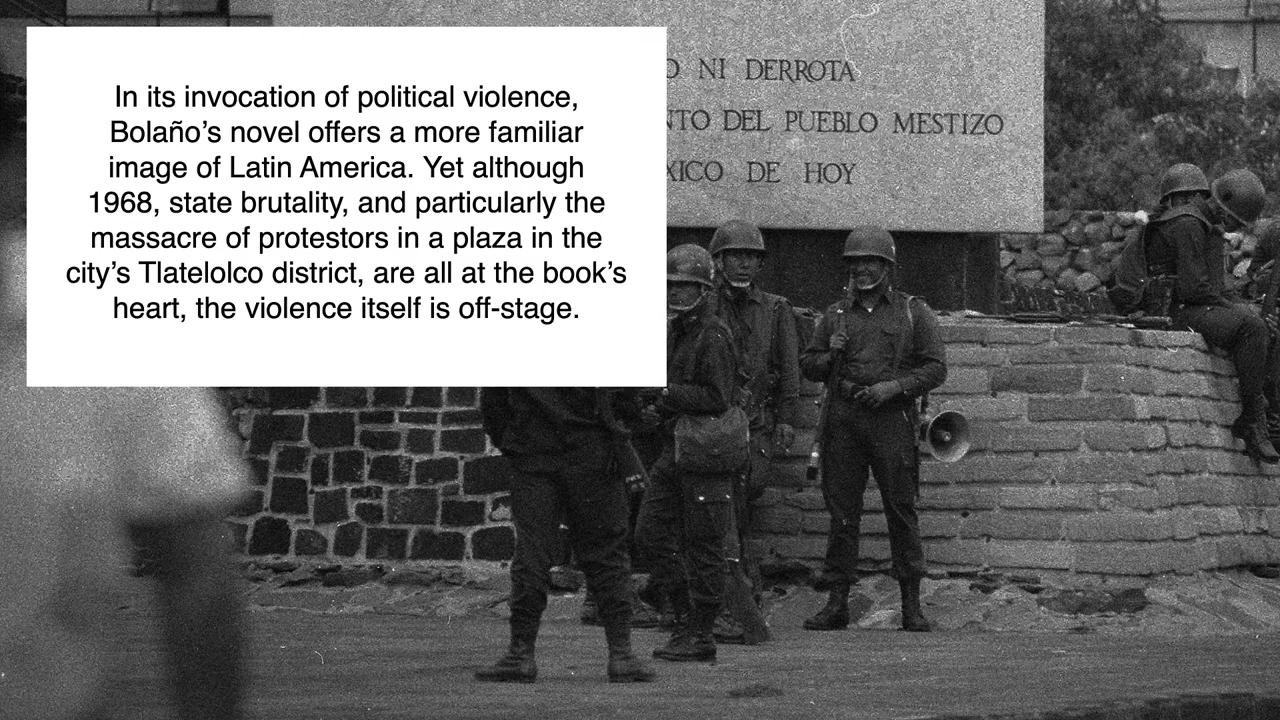 In its invocation of political violence,
Bolaño’s novel offers a more familiar
image of Latin America. Yet although
1968, state brutality, and particularly the
massacre of protestors in a plaza in the
city’s Tlatelolco district, are all at the book’s
heart, the violence itself is off-stage.
NI DERROTA
DEL PUEBLO MESTIZO
DE HOY